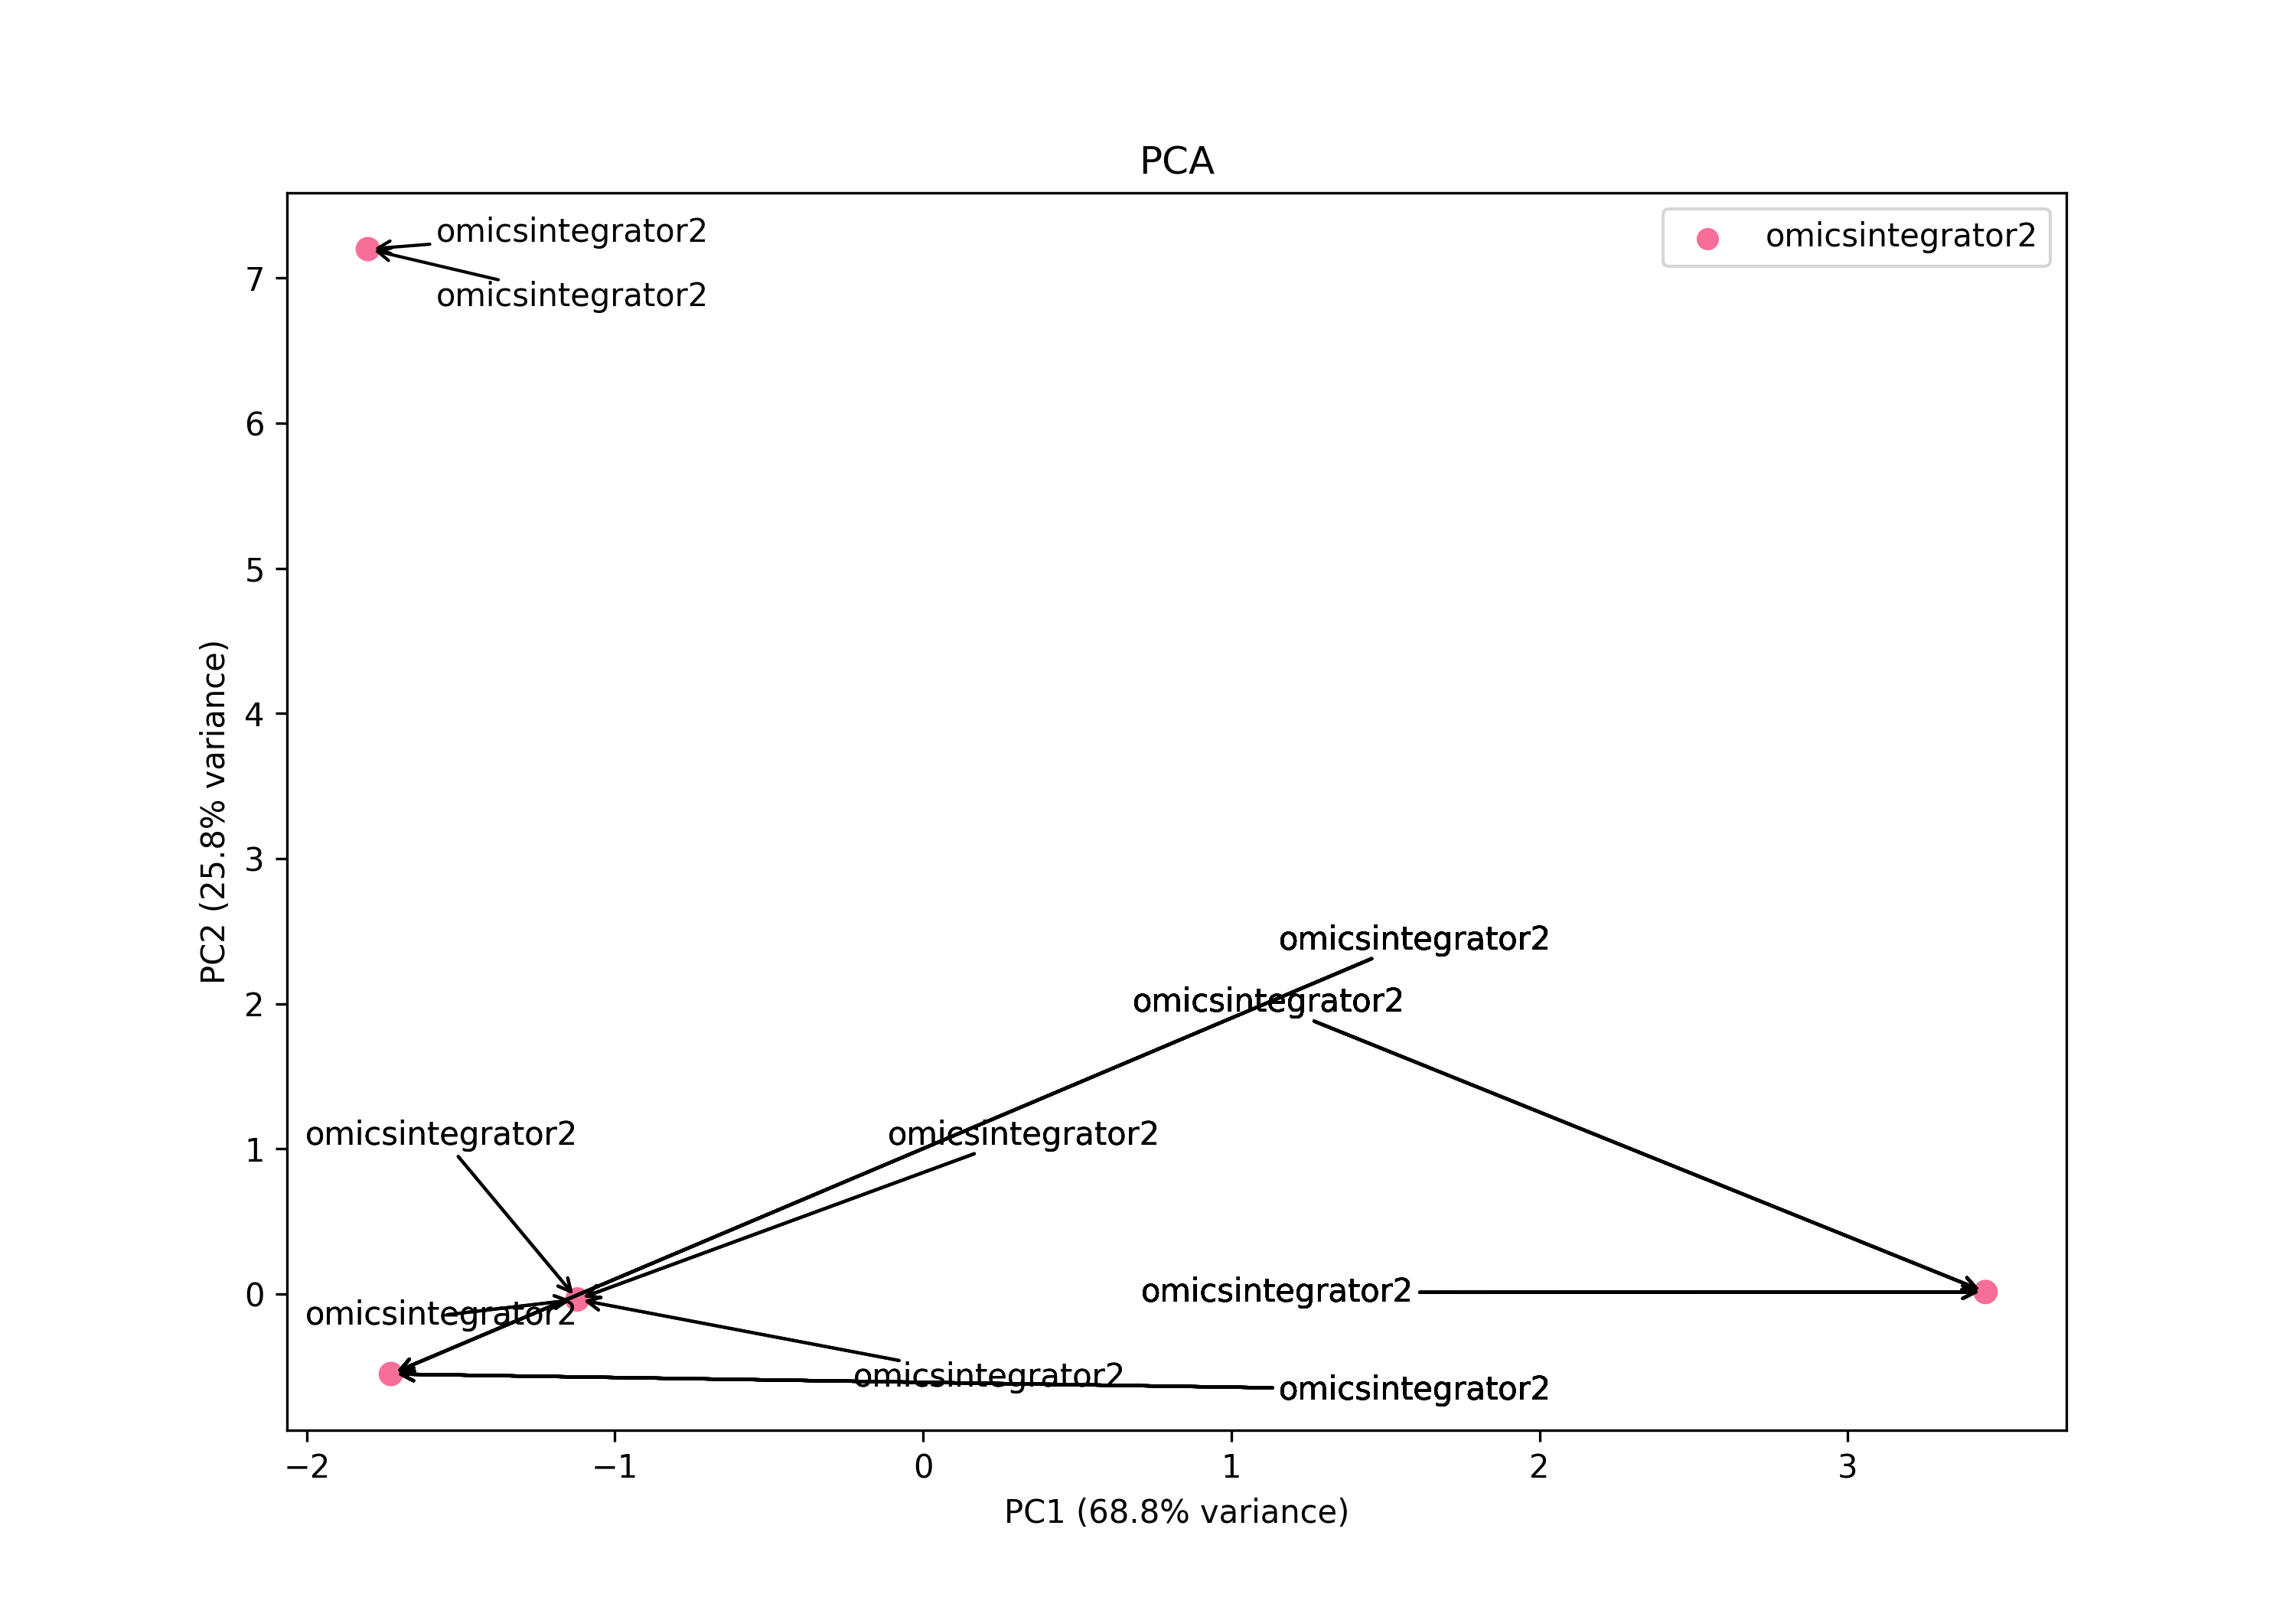 PCA
omicsintegrator2
omicsintegrator2
omicsintegrator2
7
6
5
4
3
2
1
0
PC2 (25.8% variance)
omicsintegrator2
omicsintegrator2
omicsintegrator2
omicsintegrator2
omicsintegrator2
omicsintegrator2
omicsintegrator2
omicsintegrator2
−2
−1
0
1
2
3
PC1 (68.8% variance)